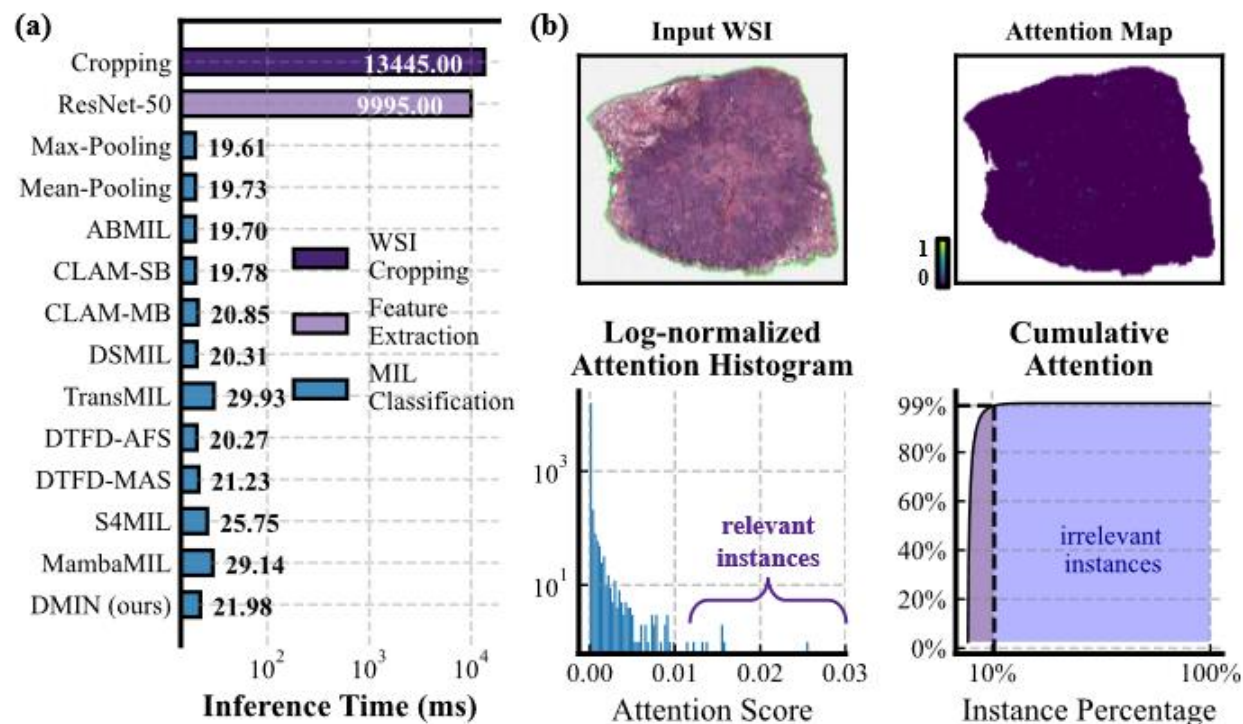 (a)
Cropping
13445.00
ResNet-50
9995.00
Max-Pooling
19.61
Mean-Pooling
19.73
ABMIL
19.70
CLAM-SB
19.78
CLAM-MB
20.85
DSMIL
20.31
TransMIL
29.93
DTFD-AFS
20.27
DTFD-MAS
21.23
S4MIL
25.75
MambaMIL
29.14
DMIN (ours)
21.98
WSI
Cropping
Feature
Extraction
MIL
Classification
10²
10³
10⁴
Inference Time (ms)
(b)
Input WSI
Attention Map
1
0
Log-normalized
Attention Histogram
10³
10¹
relevant
instances
0.00
0.01
0.02
0.03
Attention Score
Cumulative
Attention
99%
80%
60%
40%
20%
0%
irrelevant
instances
10%
100%
Instance Percentage